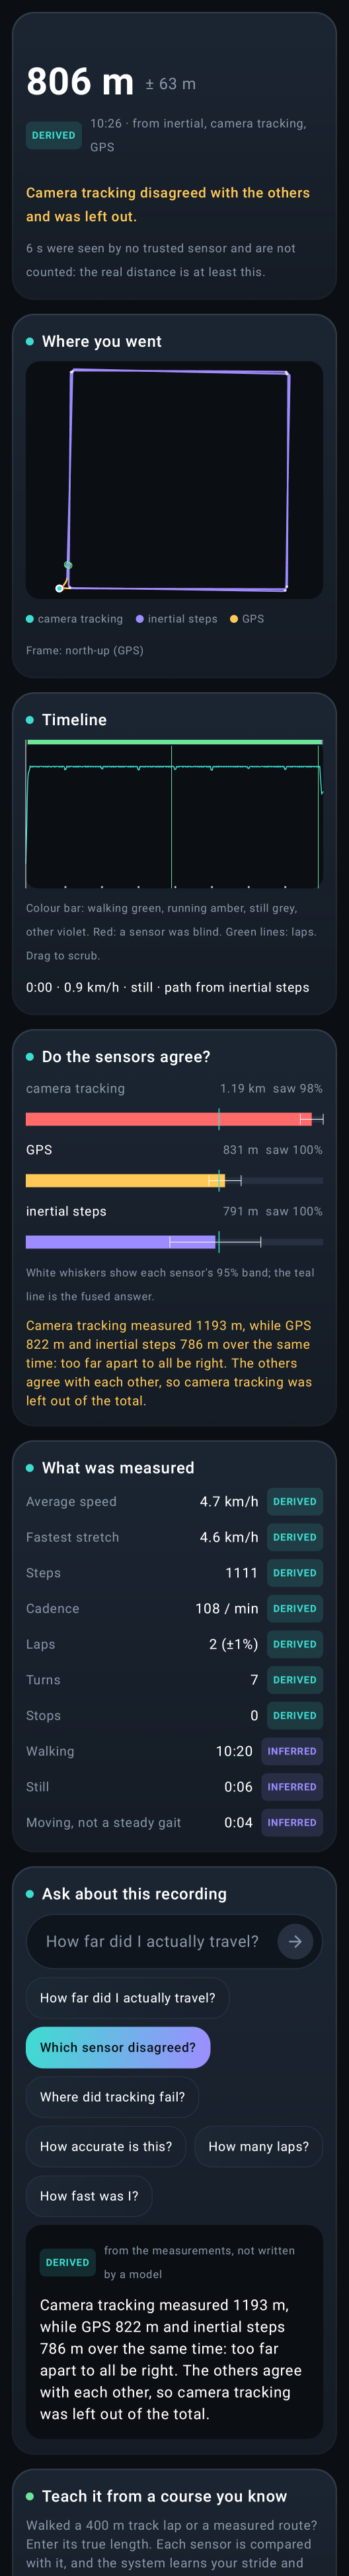 806 m ± 63 m
DERIVED 10:26 · from inertial, camera tracking,
GPS
Camera tracking disagreed with the others
and was left out.
6 s were seen by no trusted sensor and are not
counted: the real distance is at least this.
Where you went
camera tracking inertial steps GPS
Frame: north-up (GPS)
Timeline
Colour bar: walking green, running amber, still grey,
other violet. Red: a sensor was blind. Green lines: laps.
Drag to scrub.
0:00 · 0.9 km/h · still · path from inertial steps
Do the sensors agree?
camera tracking 1.19 km saw 98%
GPS 831 m saw 100%
inertial steps 791 m saw 100%
White whiskers show each sensor's 95% band; the teal
line is the fused answer.
Camera tracking measured 1193 m, while GPS
822 m and inertial steps 786 m over the same
time: too far apart to all be right. The others
agree with each other, so camera tracking was
left out of the total.
What was measured
Average speed 4.7 km/h DERIVED
Fastest stretch 4.6 km/h DERIVED
Steps 1111 DERIVED
Cadence 108 / min DERIVED
Laps 2 (±1%) DERIVED
Turns 7 DERIVED
Stops 0 DERIVED
Walking 10:20 INFERRED
Still 0:06 INFERRED
Moving, not a steady gait 0:04 INFERRED
Ask about this recording
How far did I actually travel?
How far did I actually travel?
Which sensor disagreed?
Where did tracking fail?
How accurate is this? How many laps?
How fast was I?
DERIVED from the measurements, not written
by a model
Camera tracking measured 1193 m,
while GPS 822 m and inertial steps
786 m over the same time: too far
apart to all be right. The others agree
with each other, so camera tracking
was left out of the total.
Teach it from a course you know
Walked a 400 m track lap or a measured route?
Enter its true length. Each sensor is compared
with it, and the system learns your stride and